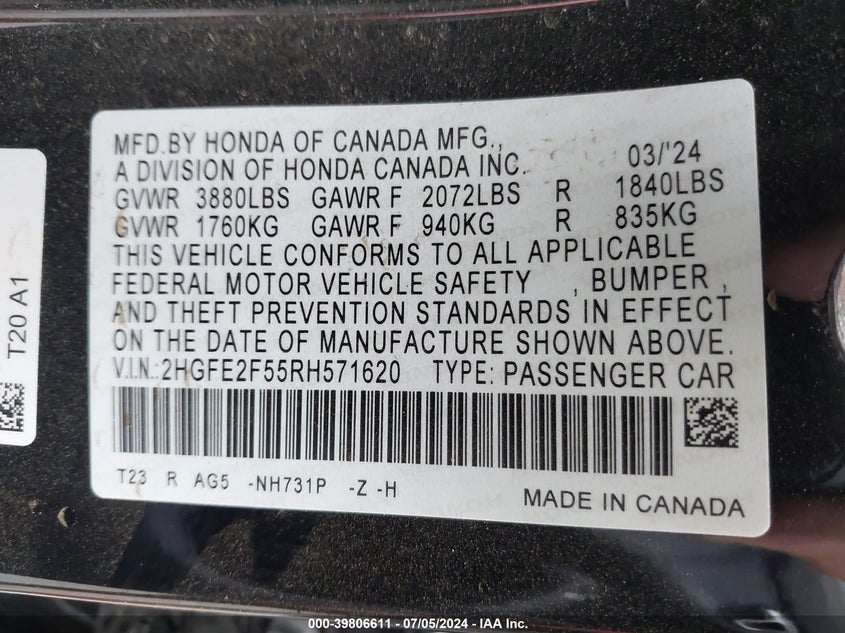 MFD.BY HONDA OF CANADA MFG.,
A DIVISION OF HONDA CANADA INC. 03/'24
GVWR 3880LBS GAWR F 2072LBS R 1840LBS
GVWR 1760KG GAWR F 940KG R 835KG
THIS VEHICLE CONFORMS TO ALL APPLICABLE
FEDERAL MOTOR VEHICLE SAFETY , BUMPER ,
AND THEFT PREVENTION STANDARDS IN EFFECT
ON THE DATE OF MANUFACTURE SHOWN ABOVE.
V.I.N.:2HGFE2F55RH571620 TYPE: PASSENGER CAR
T23 R AG5 -NH731P -Z -H
MADE IN CANADA
T20 A1
000-39806611 - 07/05/2024 - IAA Inc.